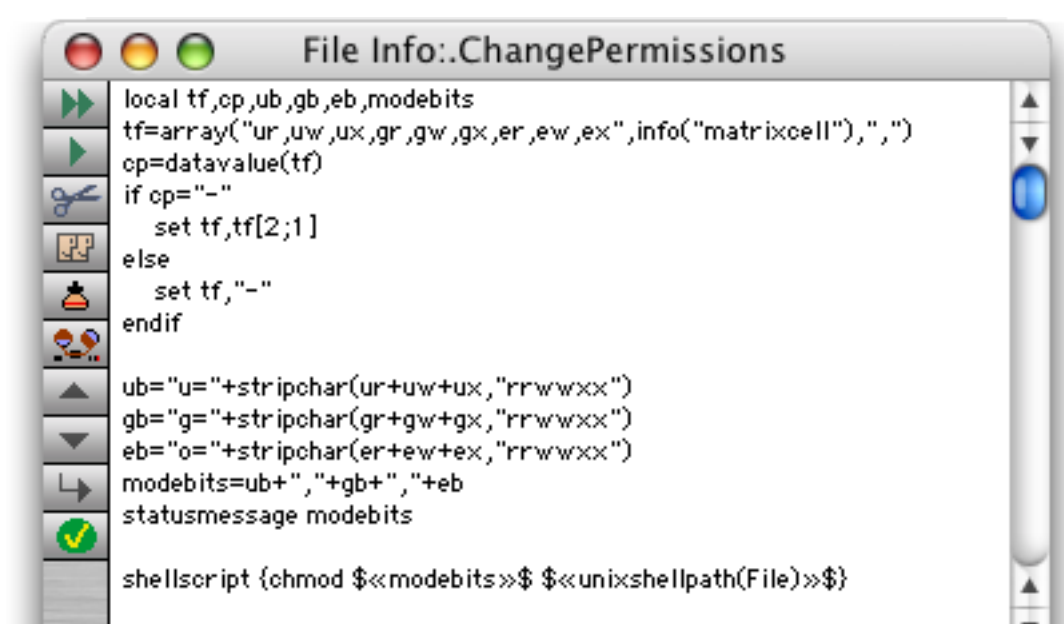 File Info:.ChangePermissions
local tf,cp,ub,gb,eb,modebits
tf=array("ur,uw,ux,gr,gw,gx,er,ew,ex",info("matrixcell"),",")
cp=datavalue(tf)
if cp="-"
set tf,tf[2;1]
else
set tf,"-"
endif
ub="u="+stripchar(ur+uw+ux,"rrwwxx")
gb="g="+stripchar(gr+gw+gx,"rrwwxx")
eb="o="+stripchar(er+ew+ex,"rrwwxx")
modebits=ub+","+gb+","+eb
statusmessage modebits
shellscript {chmod $«modebits»$ $«unixshellpath(File)»$}